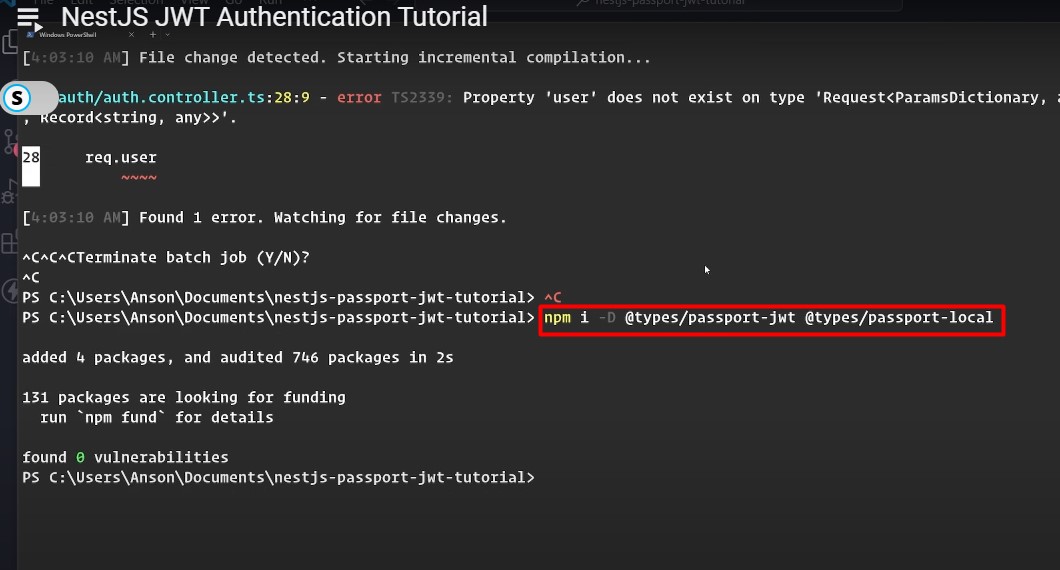 NestJS JWT Authentication Tutorial
nestjs-passport-jwt-tutorial
Windows PowerShell
[4:03:10 AM] File change detected. Starting incremental compilation...
S
auth/auth.controller.ts:28:9 - error TS2339: Property 'user' does not exist on type 'Request<ParamsDictionary,
, Record<string, any>>'.
28 req.user
~~~~
[4:03:10 AM] Found 1 error. Watching for file changes.
^C^C^CTerminate batch job (Y/N)?
^C
PS C:\Users\Anson\Documents\nestjs-passport-jwt-tutorial> ^C
PS C:\Users\Anson\Documents\nestjs-passport-jwt-tutorial> npm i -D @types/passport-jwt @types/passport-local
added 4 packages, and audited 746 packages in 2s
131 packages are looking for funding
run `npm fund` for details
found 0 vulnerabilities
PS C:\Users\Anson\Documents\nestjs-passport-jwt-tutorial>